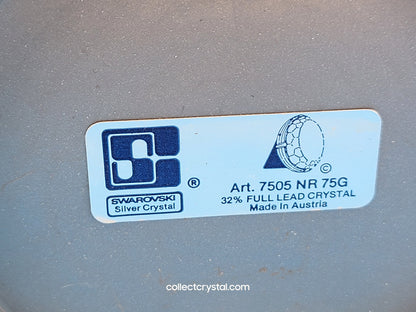 SWAROVSKI
Silver Crystal
®
©
Art. 7505 NR 75G
32% FULL LEAD CRYSTAL
Made In Austria
collectcrystal.com